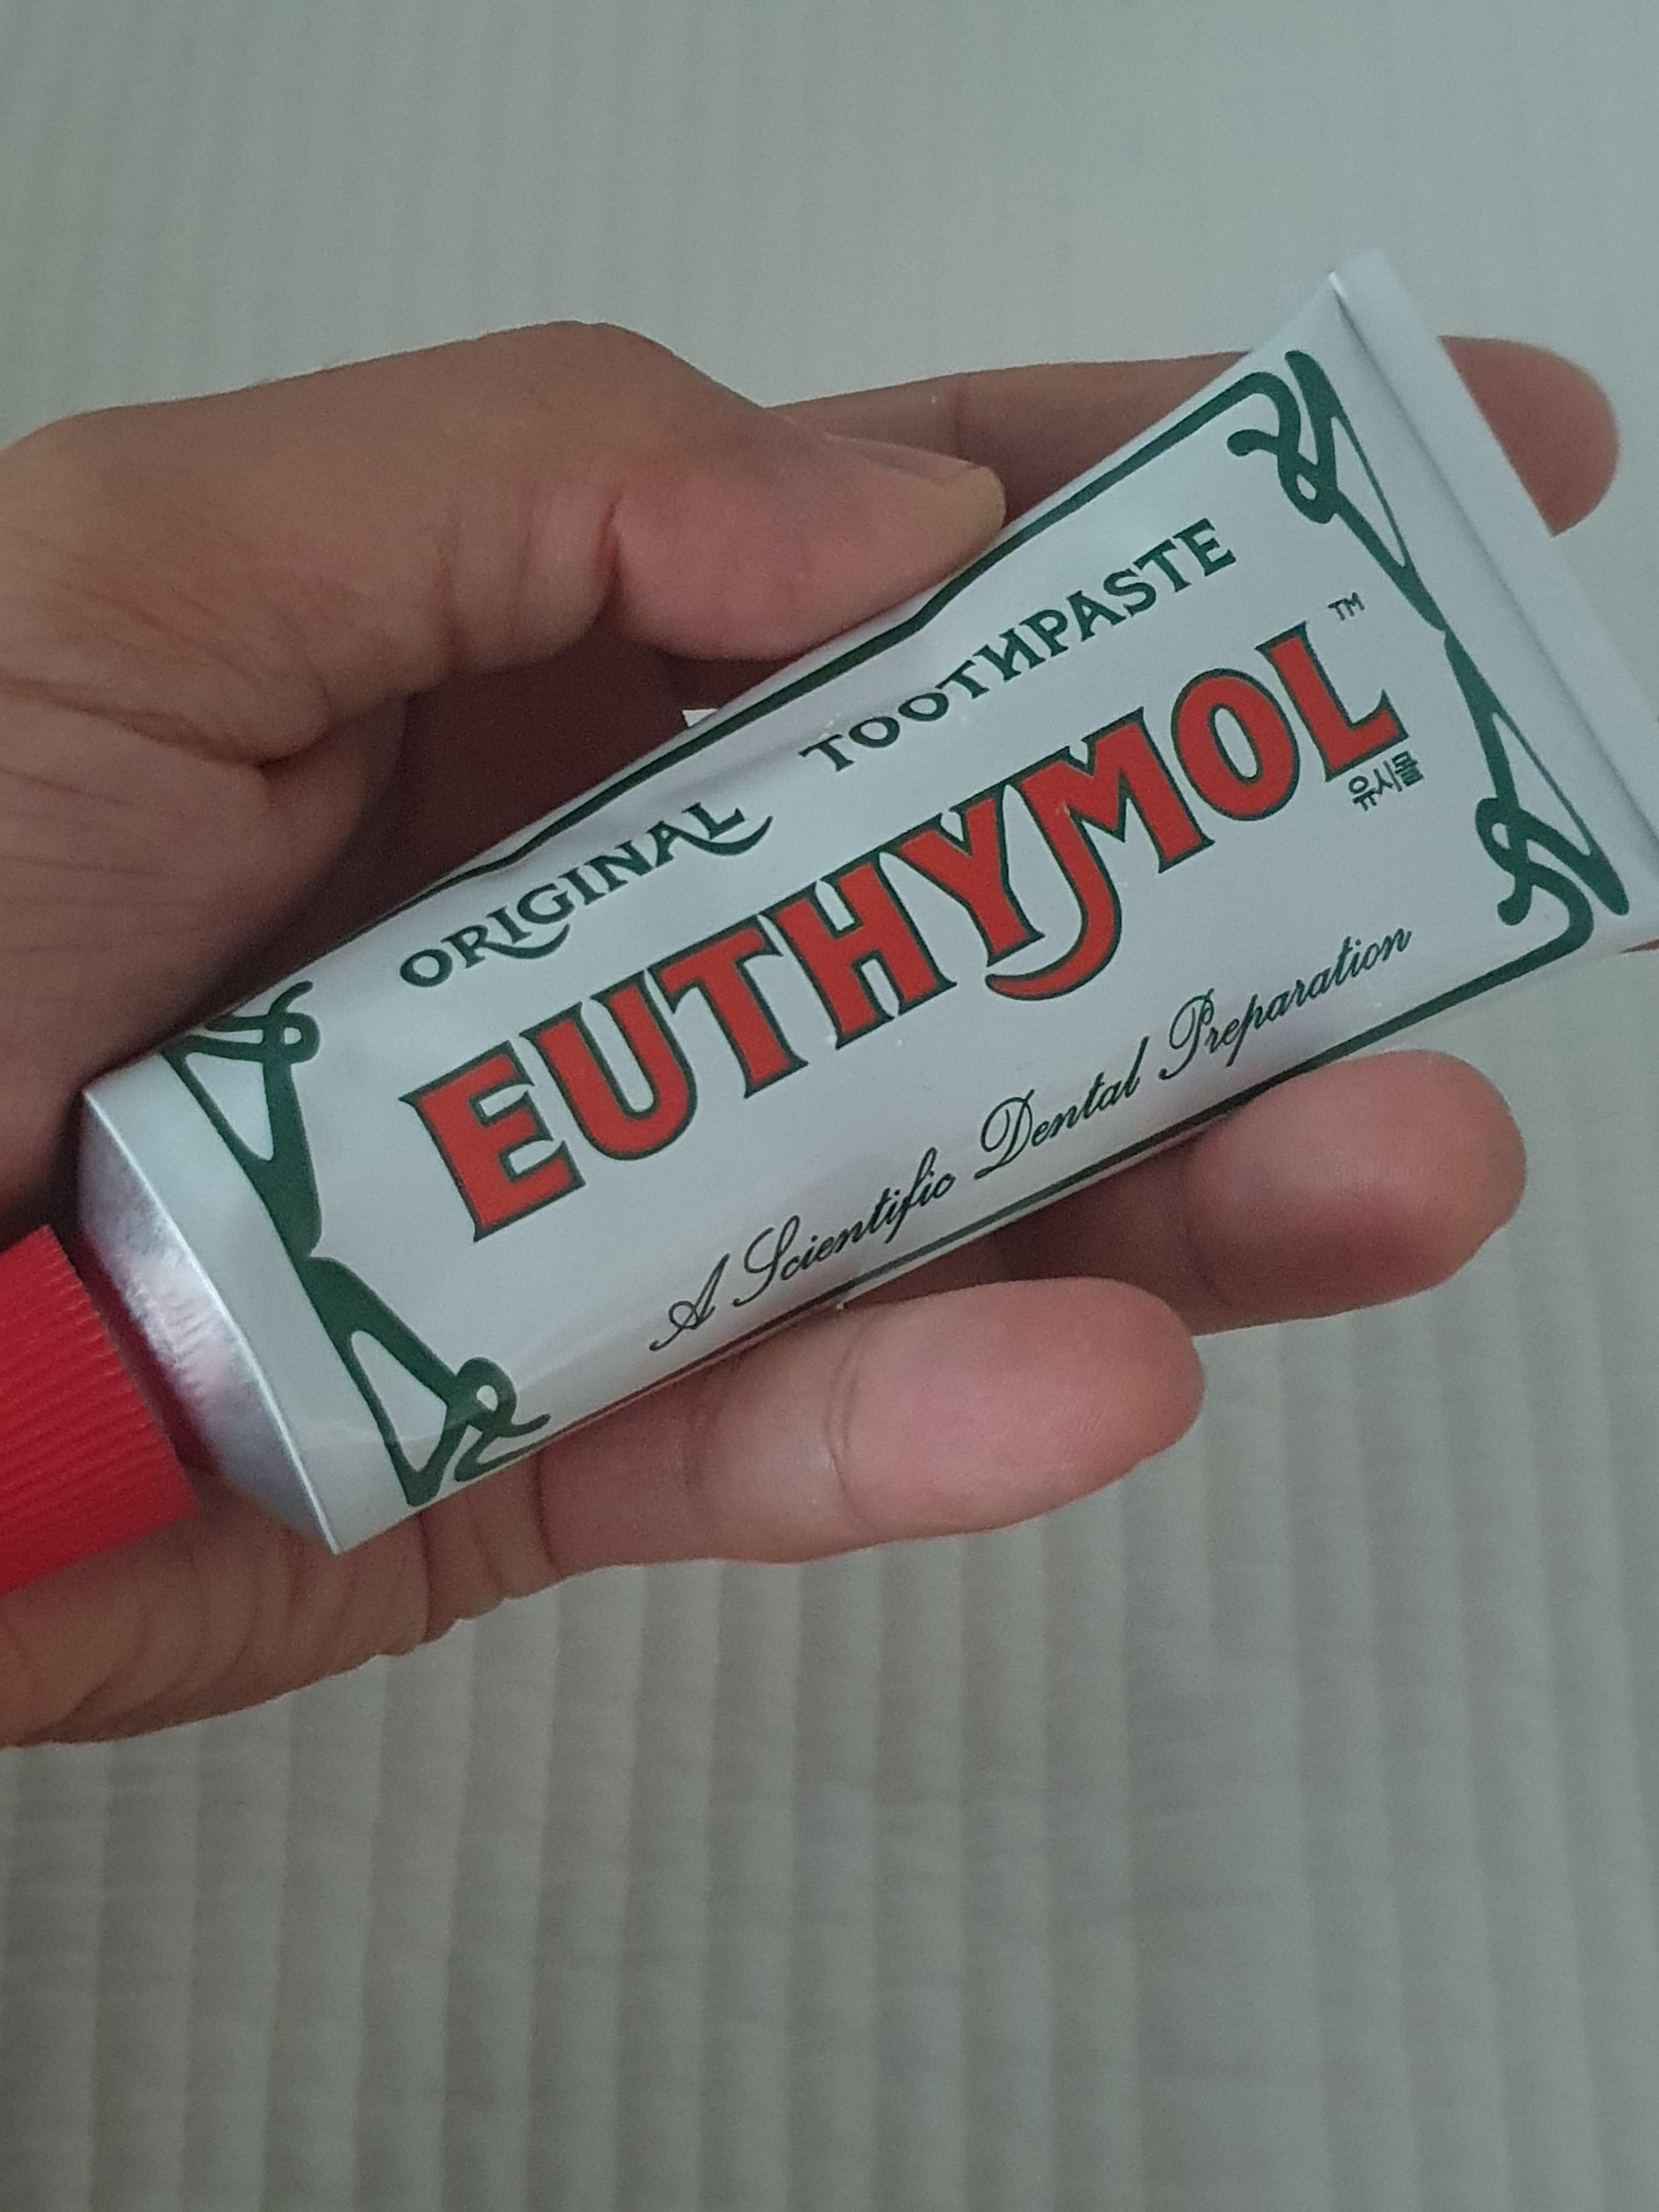 ORIGINAL TOOTHPASTE
EUTHYMOL™
유시몰
A Scientific Dental Preparation